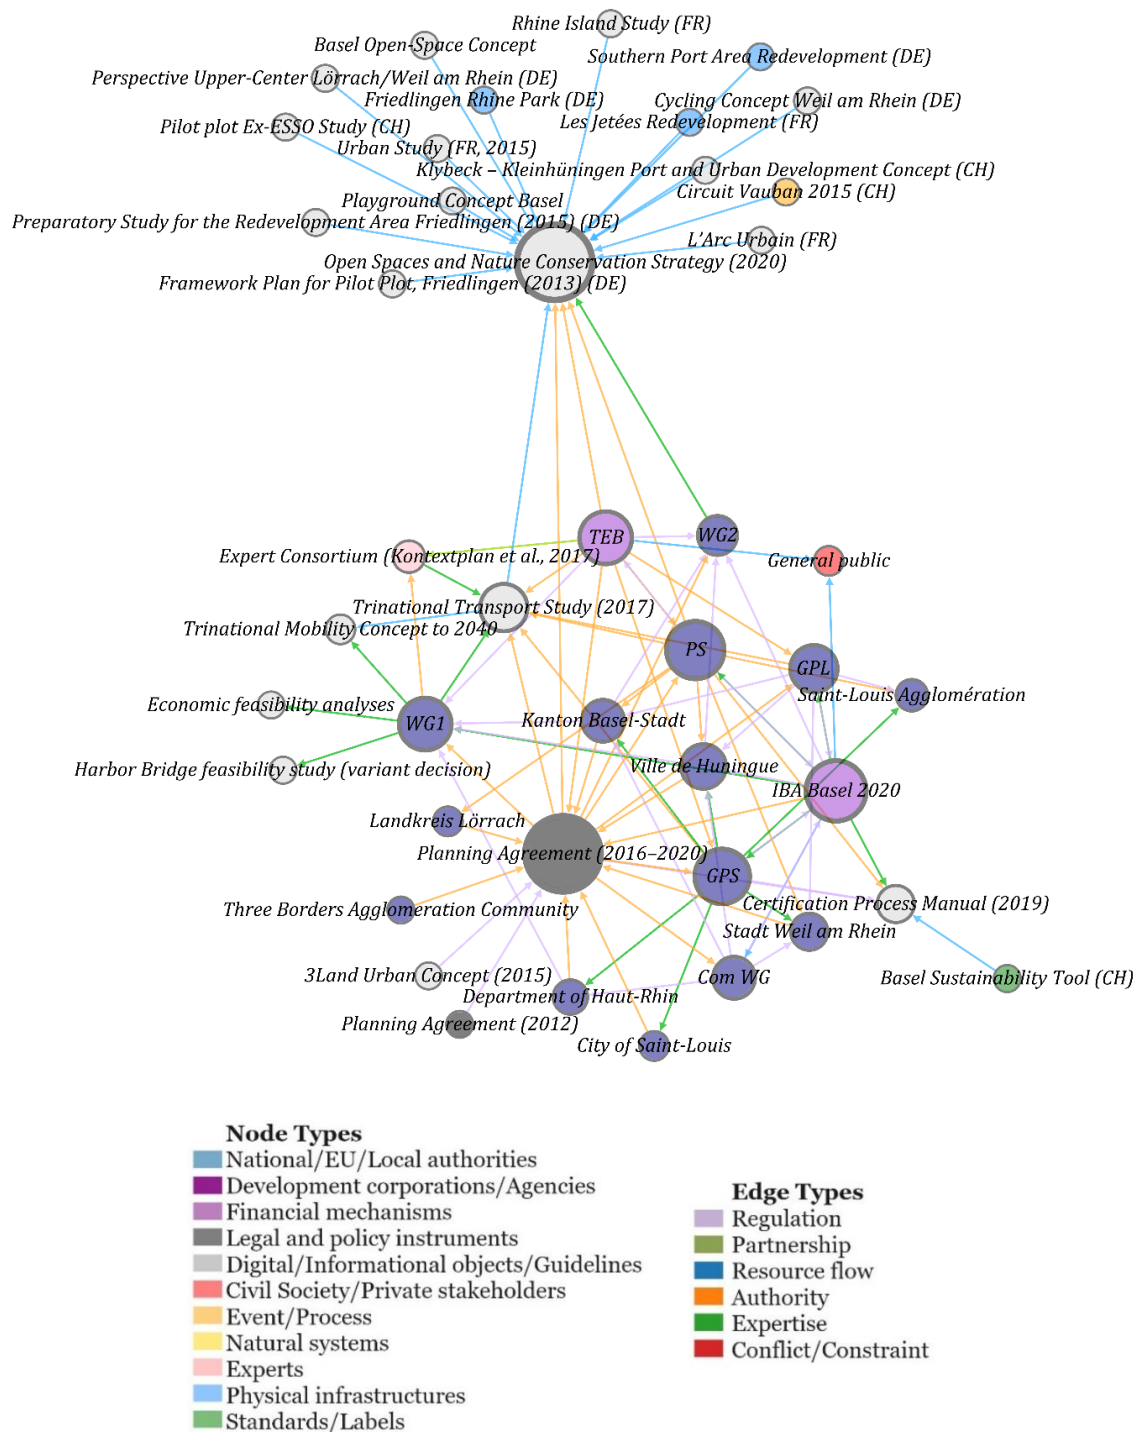 Rhine Island Study (FR)
Basel Open-Space Concept
Southern Port Area Redevelopment (DE)
Perspective Upper-Center Lörrach/Weil am Rhein (DE)
Friedlingen Rhine Park (DE)
Cycling Concept Weil am Rhein (DE)
Les Jetées Redevelopment (FR)
Pilot plot Ex-ESSO Study (CH)
Urban Study (FR, 2015)
Klybeck – Kleinhüningen Port and Urban Development Concept (CH)
Circuit Vauban 2015 (CH)
Playground Concept Basel
Preparatory Study for the Redevelopment Area Friedlingen (2015) (DE)
L'Arc Urbain (FR)
Open Spaces and Nature Conservation Strategy (2020)
Framework Plan for Pilot Plot, Friedlingen (2013) (DE)
TEB
WG2
Expert Consortium (Kontextplan et al., 2017)
General public
Trinational Transport Study (2017)
Trinational Mobility Concept to 2040
PS
GPL
Saint-Louis Agglomération
Economic feasibility analyses
WG1
Kanton Basel-Stadt
Harbor Bridge feasibility study (variant decision)
Ville de Huningue
IBA Basel 2020
Landkreis Lörrach
Planning Agreement (2016–2020)
GPS
Certification Process Manual (2019)
Three Borders Agglomeration Community
Stadt Weil am Rhein
3Land Urban Concept (2015)
Com WG
Basel Sustainability Tool (CH)
Department of Haut-Rhin
Planning Agreement (2012)
City of Saint-Louis
Node Types
National/EU/Local authorities
Development corporations/Agencies
Financial mechanisms
Legal and policy instruments
Digital/Informational objects/Guidelines
Civil Society/Private stakeholders
Event/Process
Natural systems
Experts
Physical infrastructures
Standards/Labels
Edge Types
Regulation
Partnership
Resource flow
Authority
Expertise
Conflict/Constraint